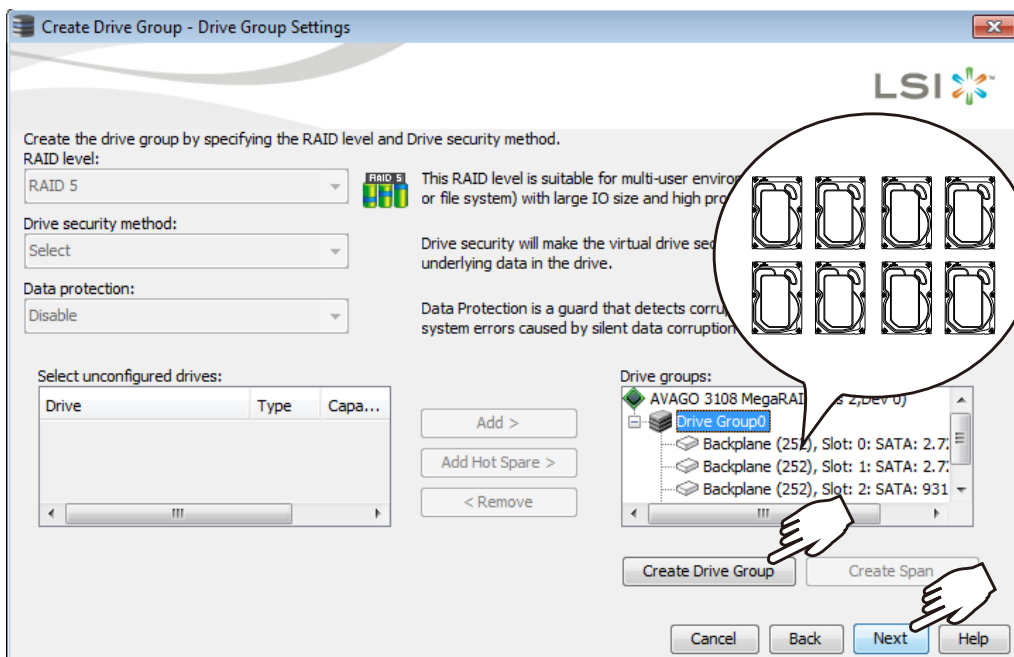 Create Drive Group - Drive Group Settings
LSI
Create the drive group by specifying the RAID level and Drive security method.
RAID level:
RAID 5
RAID 5
This RAID level is suitable for multi-user
or file system) with large IO size and high
Drive security method:
Select
Drive security will make the virtual drive
underlying data in the drive.
Data protection:
Disable
Data Protection is a guard that detects
system errors caused by silent data corruption
Select unconfigured drives:
Drive Type Capa...
Add >
Add Hot Spare >
< Remove
Drive groups:
AVAGO 3108 2,Dev 0)
Drive Group0
Backplane (252), Slot: 0: SATA: 2.7
Backplane (252), Slot: 1: SATA: 2.7
Backplane (252), Slot: 2: SATA: 931
Create Drive Group
Create Span
Cancel
Back
Next
Help